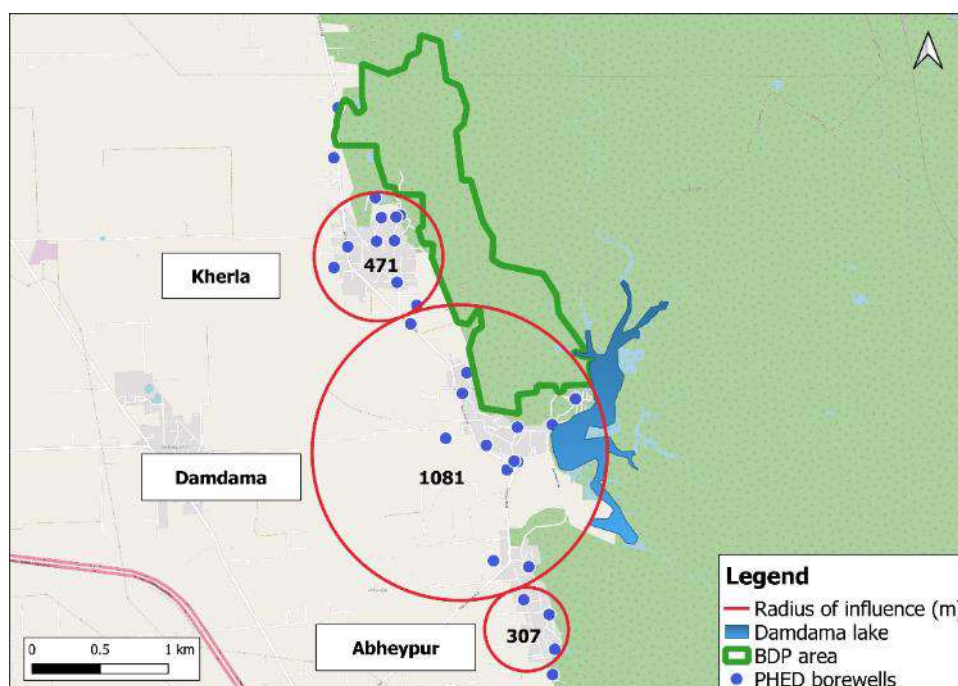 Kherla
471
Damdama
1081
Abheypur
307
0 0.5 1 km
Legend
Radius of influence (m)
Damdama lake
BDP area
PHED borewells